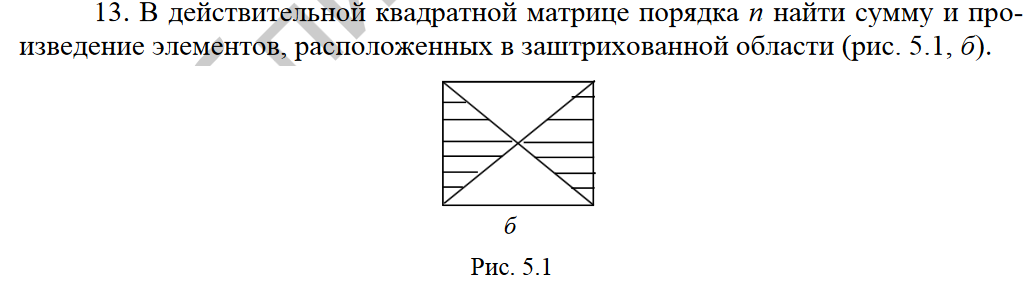 13. В действительной квадратной матрице порядка n найти сумму и про-
изведение элементов, расположенных в заштрихованной области (рис. 5.1, б).
б
Рис. 5.1